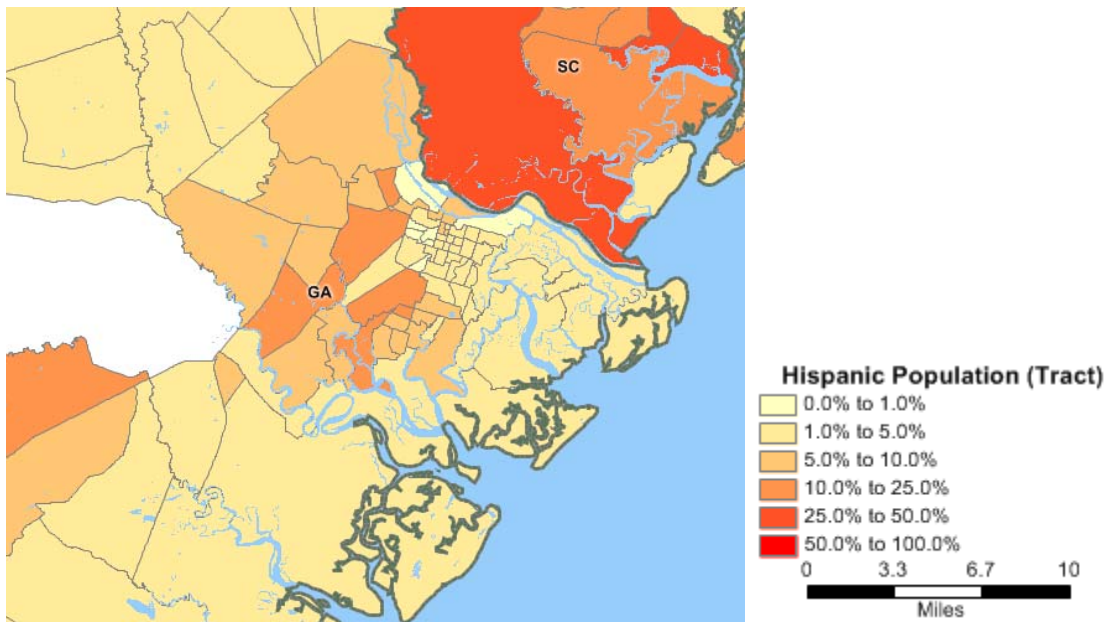 SC
GA
Hispanic Population (Tract)
0.0% to 1.0%
1.0% to 5.0%
5.0% to 10.0%
10.0% to 25.0%
25.0% to 50.0%
50.0% to 100.0%
0 3.3 6.7 10
Miles